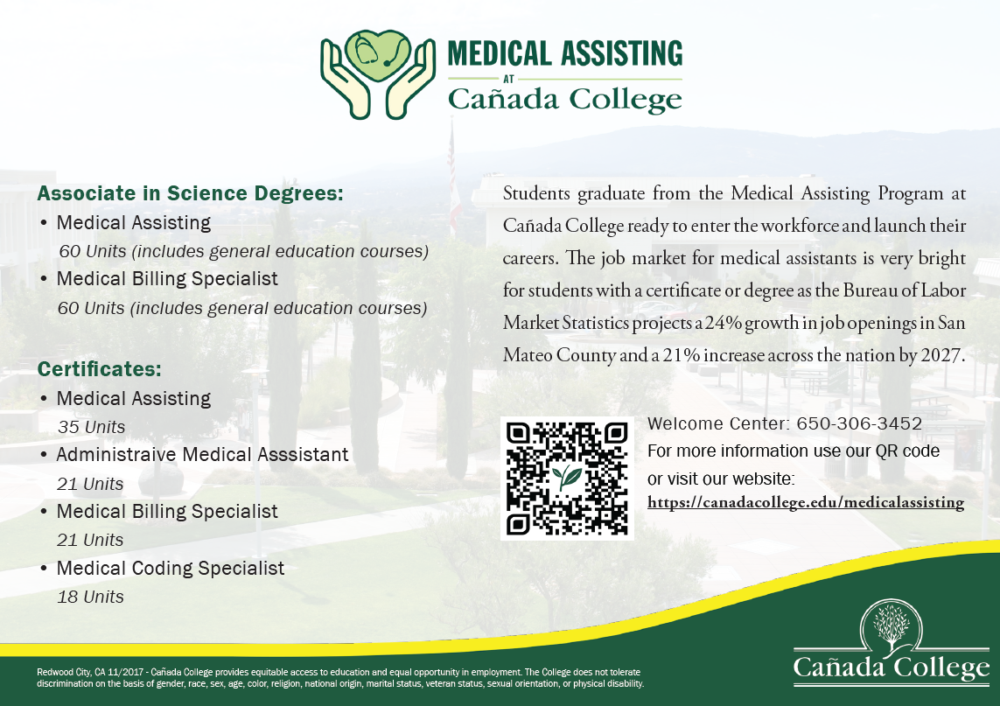 MEDICAL ASSISTING
AT
Cañada College
Associate in Science Degrees:
• Medical Assisting
60 Units (includes general education courses)
• Medical Billing Specialist
60 Units (includes general education courses)
Certificates:
• Medical Assisting
35 Units
• Administraive Medical Asssistant
21 Units
• Medical Billing Specialist
21 Units
• Medical Coding Specialist
18 Units
Students graduate from the Medical Assisting Program at
Cañada College ready to enter the workforce and launch their
careers. The job market for medical assistants is very bright
for students with a certificate or degree as the Bureau of Labor
Market Statistics projects a 24% growth in job openings in San
Mateo County and a 21% increase across the nation by 2027.
Welcome Center: 650-306-3452
For more information use our QR code
or visit our website:
https://canadacollege.edu/medicalassisting
Redwood City, CA 11/2017 - Cañada College provides equitable access to education and equal opportunity in employment. The College does not tolerate
discrimination on the basis of gender, race, sex, age, color, religion, national origin, marital status, veteran status, sexual orientation, or physical disability.
Cañada College